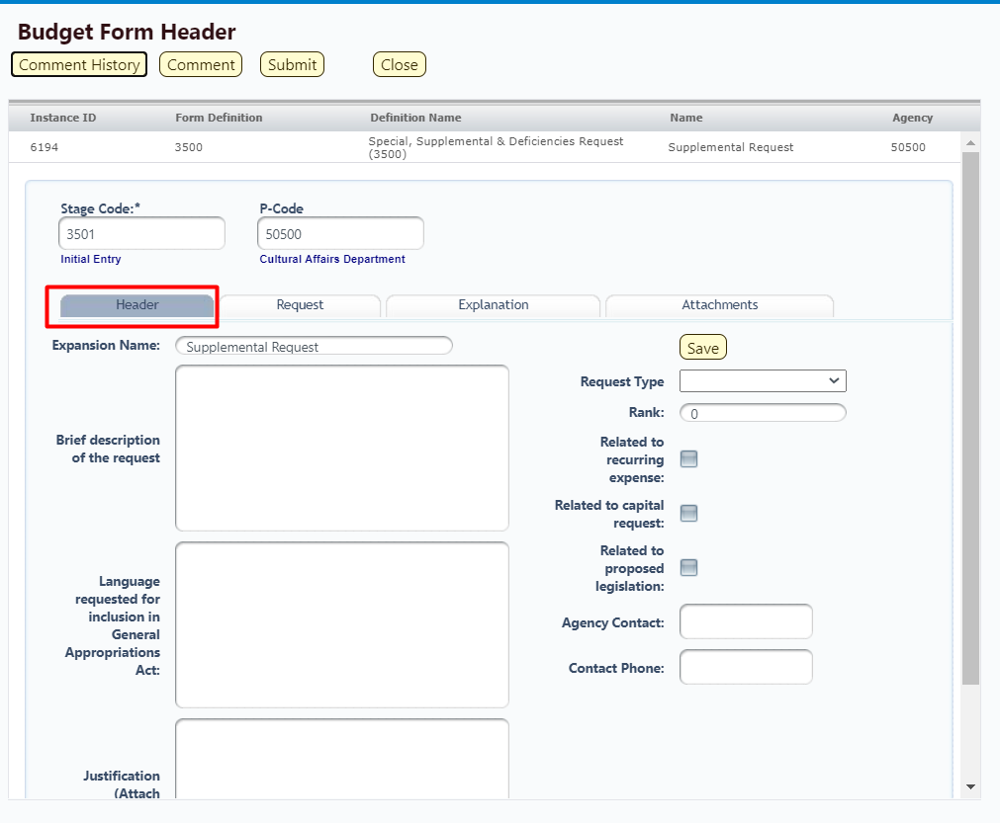 Budget Form Header
Comment History Comment Submit Close
Instance ID Form Definition Definition Name Name Agency
6194 3500 Special, Supplemental & Deficiencies Request Supplemental Request 50500
(3500)
Stage Code:* P-Code
3501 50500
Initial Entry Cultural Affairs Department
Header Request Explanation Attachments
Expansion Name: Supplemental Request
Save
Request Type
Rank: 0
Brief description
of the request
Related to
recurring
expense:
Related to capital
request:
Related to
proposed
legislation:
Language
requested for
inclusion in
General
Appropriations
Act:
Agency Contact:
Contact Phone:
Justification
(Attach